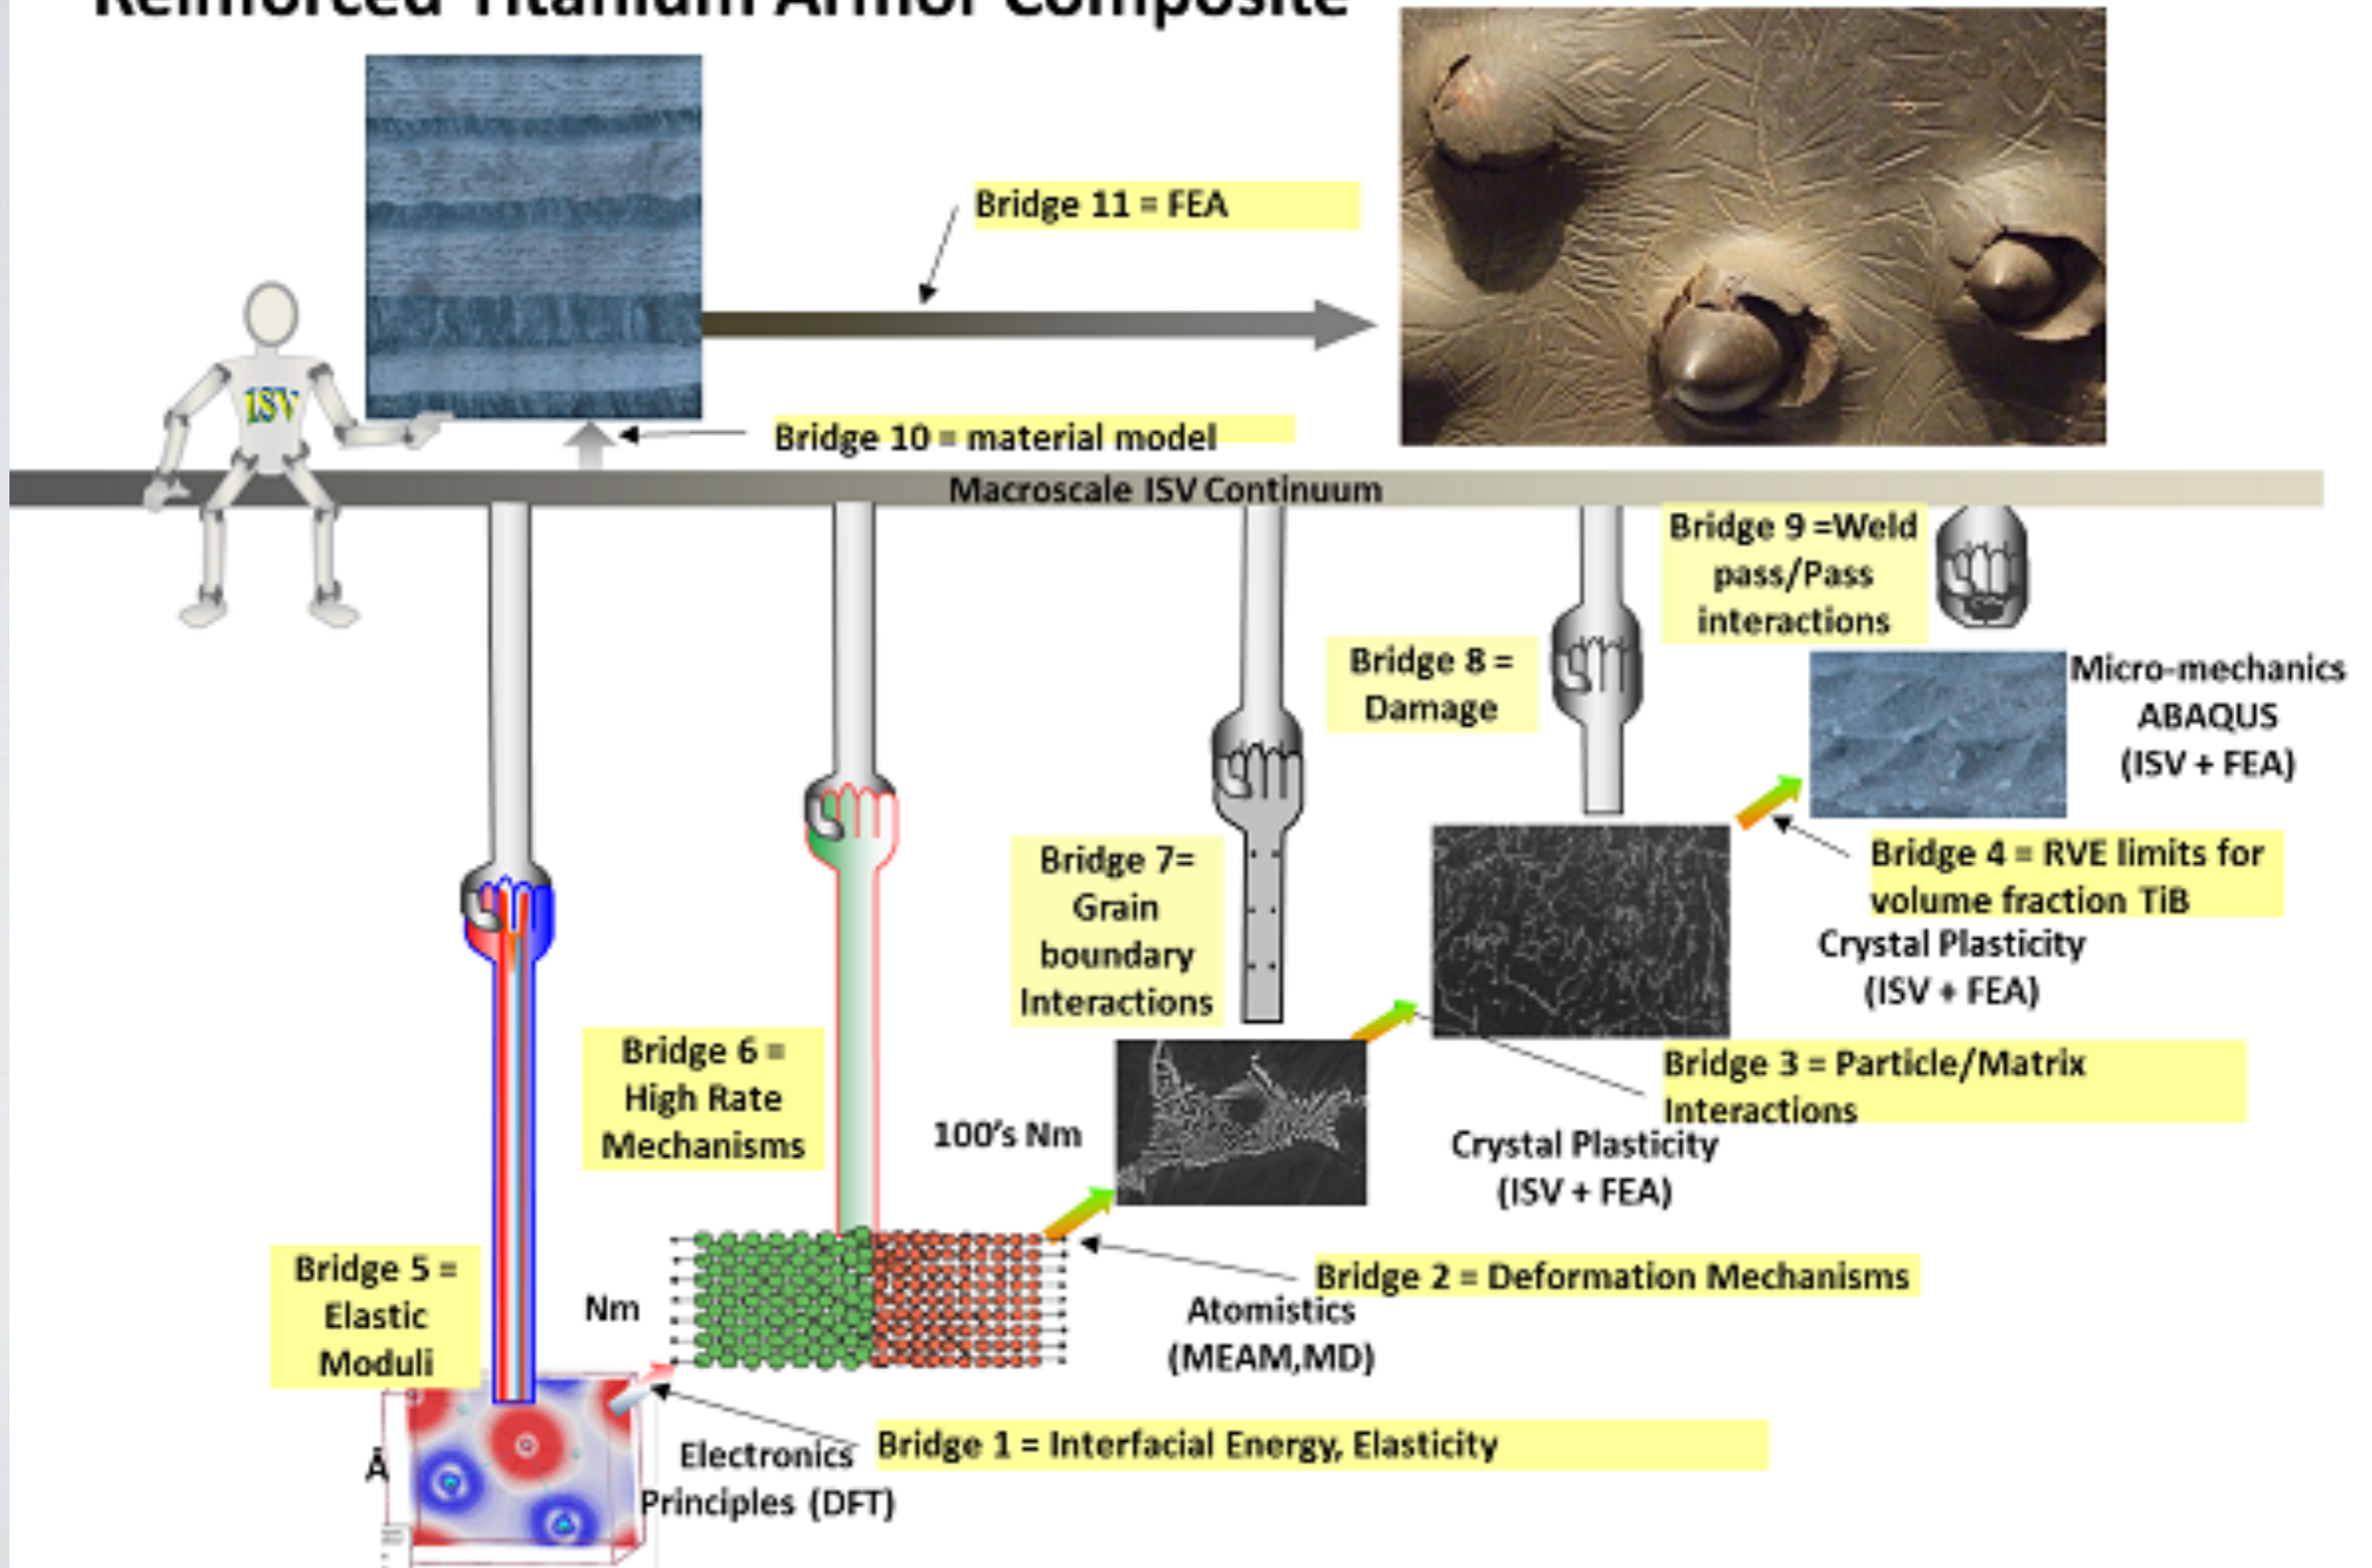 Reinforced Titanium Armor Composite
Bridge 11 = FEA
ISV
Bridge 10 = material model
Macroscale ISV Continuum
Bridge 9 =Weld
pass/Pass
interactions
Bridge 8 =
Damage
Micro-mechanics
ABAQUS
(ISV + FEA)
Bridge 7=
Grain
boundary
Interactions
Bridge 4 = RVE limits for
volume fraction TiB
Crystal Plasticity
(ISV + FEA)
Bridge 6 =
High Rate
Mechanisms
Bridge 3 = Particle/Matrix
Interactions
100's Nm
Crystal Plasticity
(ISV + FEA)
Bridge 5 =
Elastic
Moduli
Nm
Bridge 2 = Deformation Mechanisms
Atomistics
(MEAM,MD)
Å
Electronics
Principles (DFT)
Bridge 1 = Interfacial Energy, Elasticity